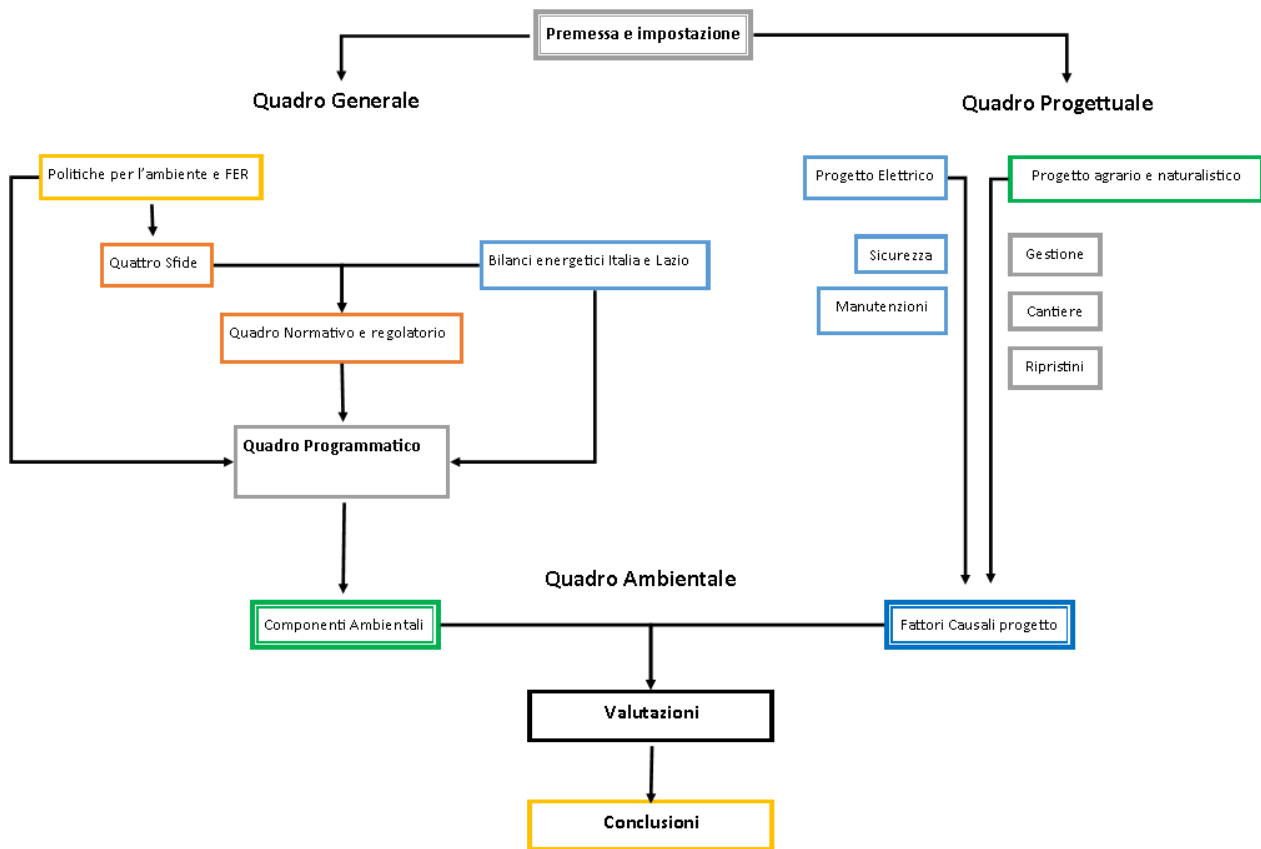 Premessa e impostazione
Quadro Generale
Quadro Progettuale
Politiche per l'ambiente e FER
Progetto Elettrico
Progetto agrario e naturalistico
Quattro Sfide
Bilanci energetici Italia e Lazio
Sicurezza
Gestione
Manutenzioni
Cantiere
Quadro Normativo e regolatorio
Ripristini
Quadro Programmatico
Quadro Ambientale
Componenti Ambientali
Fattori Causali progetto
Valutazioni
Conclusioni